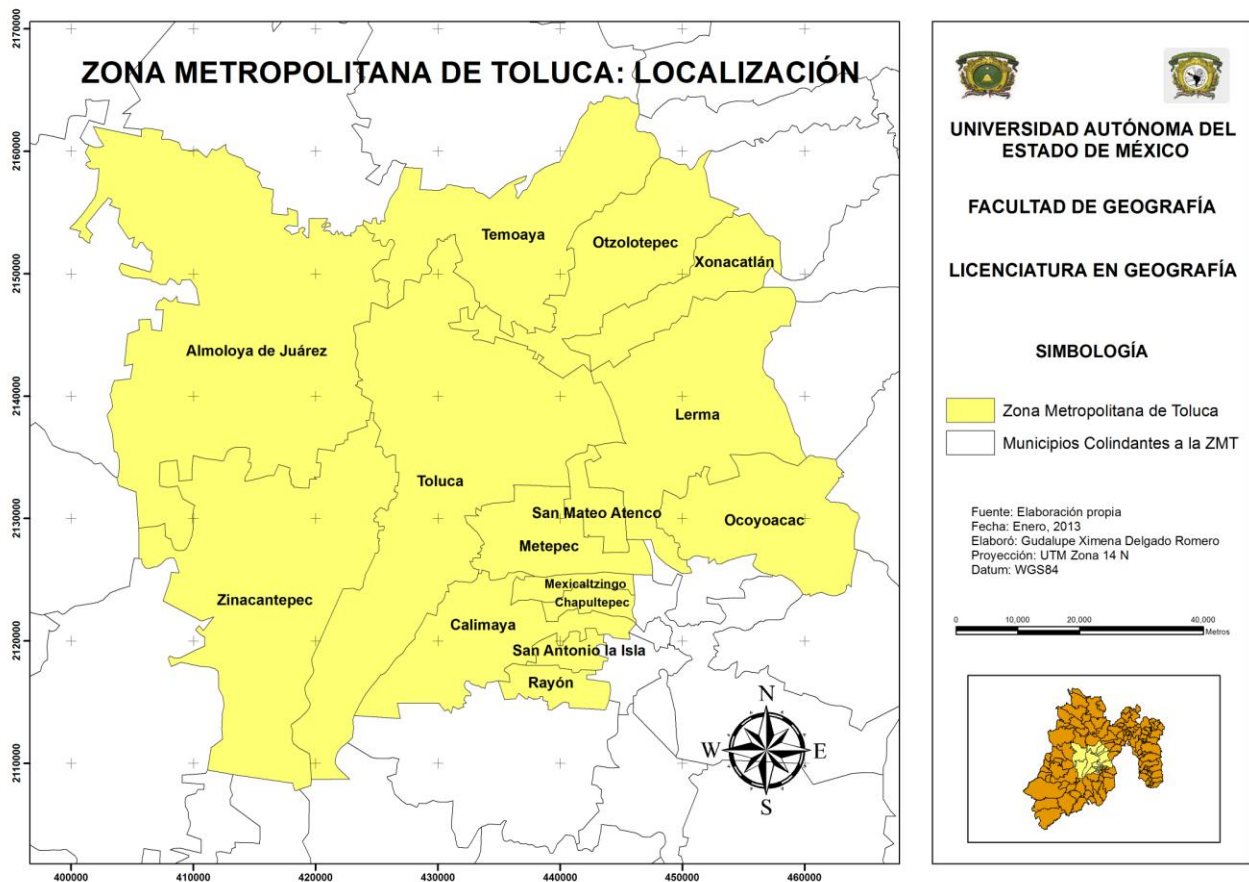 ZONA METROPOLITANA DE TOLUCA: LOCALIZACIÓN
2170000
2160000
2150000
2140000
2130000
2120000
2110000
400000
410000
420000
430000
440000
450000
460000
Temoaya
Otzolotepec
Xonacatlán
Almoloya de Juárez
Lerma
Toluca
San Mateo Atenco
Ocoyoacac
Metepec
Mexicaltzingo
Chapultepec
Zinacantepec
Calimaya
San Antonio la Isla
Rayón
N
W
E
S
UNIVERSIDAD AUTÓNOMA DEL
ESTADO DE MÉXICO
FACULTAD DE GEOGRAFÍA
LICENCIATURA EN GEOGRAFÍA
SIMBOLOGÍA
Zona Metropolitana de Toluca
Municipios Colindantes a la ZMT
Fuente: Elaboración propia
Fecha: Enero, 2013
Elaboró: Gudalupe Ximena Delgado Romero
Proyección: UTM Zona 14 N
Datum: WGS84
0 10,000 20,000 40,000
Metros